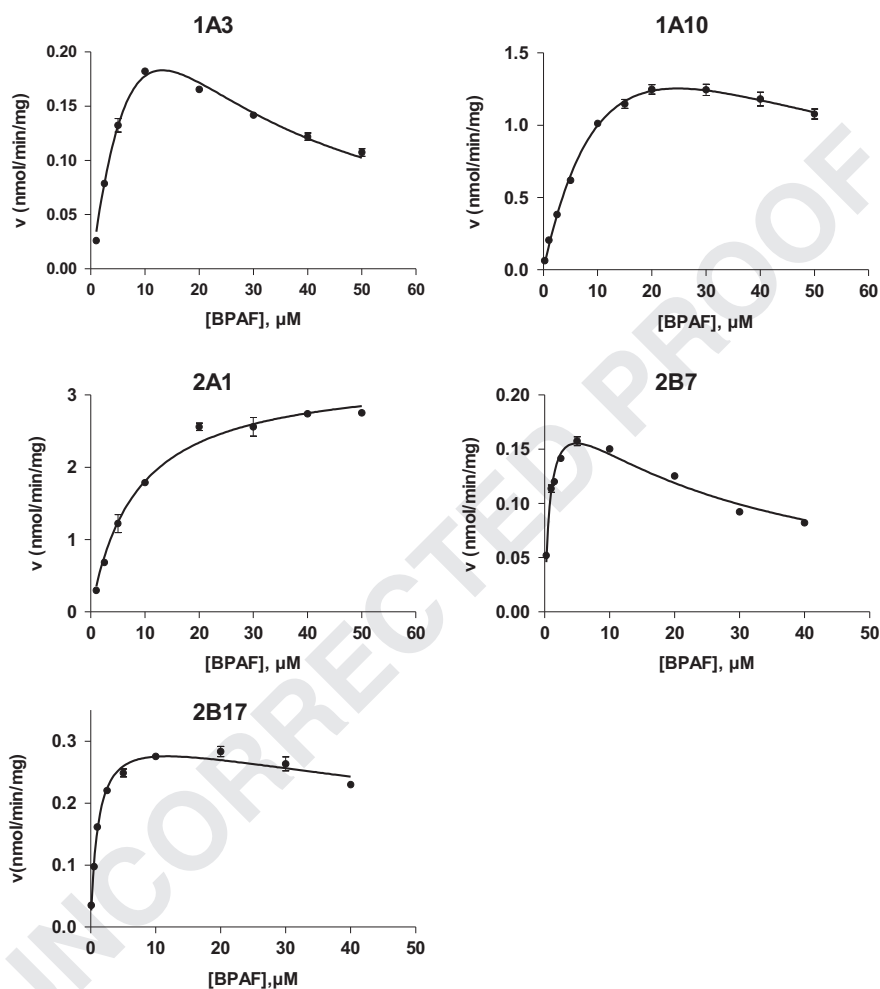 1A3
0.20
0.15
0.10
0.05
0.00
v (nmol/min/mg)
0 10 20 30 40 50 60
[BPAF], µM
1A10
1.5
1.0
0.5
0.0
v (nmol/min/mg)
0 10 20 30 40 50 60
[BPAF], µM
2A1
3
2
1
0
v (nmol/min/mg)
0 10 20 30 40 50 60
[BPAF], µM
2B7
0.20
0.15
0.10
0.05
0.00
v (nmol/min/mg)
0 10 20 30 40 50
[BPAF], µM
2B17
0.3
0.2
0.1
0.0
v(nmol/min/mg)
0 10 20 30 40 50
[BPAF],µM
INCORRECTED PROOF